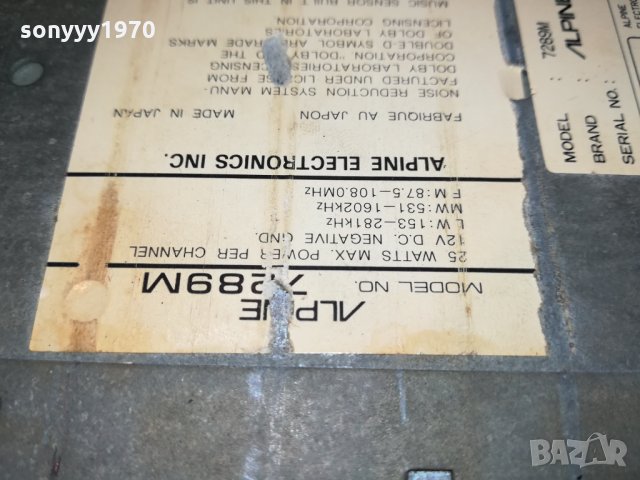 sonyyy1970
ALPINE
MODEL NO. 7289M
25 WATTS MAX. POWER PER CHANNEL
12V D.C. NEGATIVE GND.
LW:153—281kHz
MW:531—1602kHz
FM:87.5—108.0MHz
ALPINE ELECTRONICS INC.
FABRIQUE AU JAPON MADE IN JAPAN
NOISE REDUCTION SYSTEM MANU-
FACTURED UNDER LICENSE FROM
DOLBY LABORATORIES LICENSING
CORPORATION "DOLBY" AND THE
DOUBLE-D SYMBOL ARE TRADE MARKS
OF DOLBY LABORATORIES
LICENSING CORPORATION
MUSIC SENSOR BUILT IN THIS UNIT IS
MODEL : 7289M
BRAND : ALPINE
SERIAL NO.:
ALPINE
BAZAR